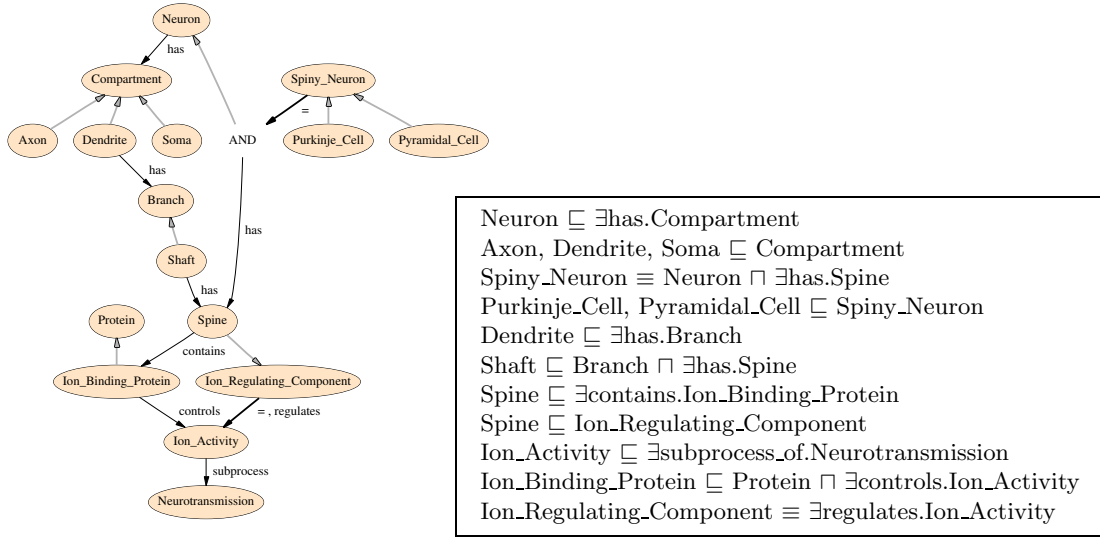 Neuron
has
Compartment
Spiny_Neuron
=
Axon
Dendrite
Soma
AND
Purkinje_Cell
Pyramidal_Cell
has
Branch
has
Shaft
has
Protein
Spine
contains
Ion_Binding_Protein
Ion_Regulating_Component
controls
= , regulates
Ion_Activity
subprocess
Neurotransmission
Neuron ⊑ ∃has.Compartment
Axon, Dendrite, Soma ⊑ Compartment
Spiny_Neuron ≡ Neuron ⊓ ∃has.Spine
Purkinje_Cell, Pyramidal_Cell ⊑ Spiny_Neuron
Dendrite ⊑ ∃has.Branch
Shaft ⊑ Branch ⊓ ∃has.Spine
Spine ⊑ ∃contains.Ion_Binding_Protein
Spine ⊑ Ion_Regulating_Component
Ion_Activity ⊑ ∃subprocess_of.Neurotransmission
Ion_Binding_Protein ⊑ Protein ⊓ ∃controls.Ion_Activity
Ion_Regulating_Component ≡ ∃regulates.Ion_Activity